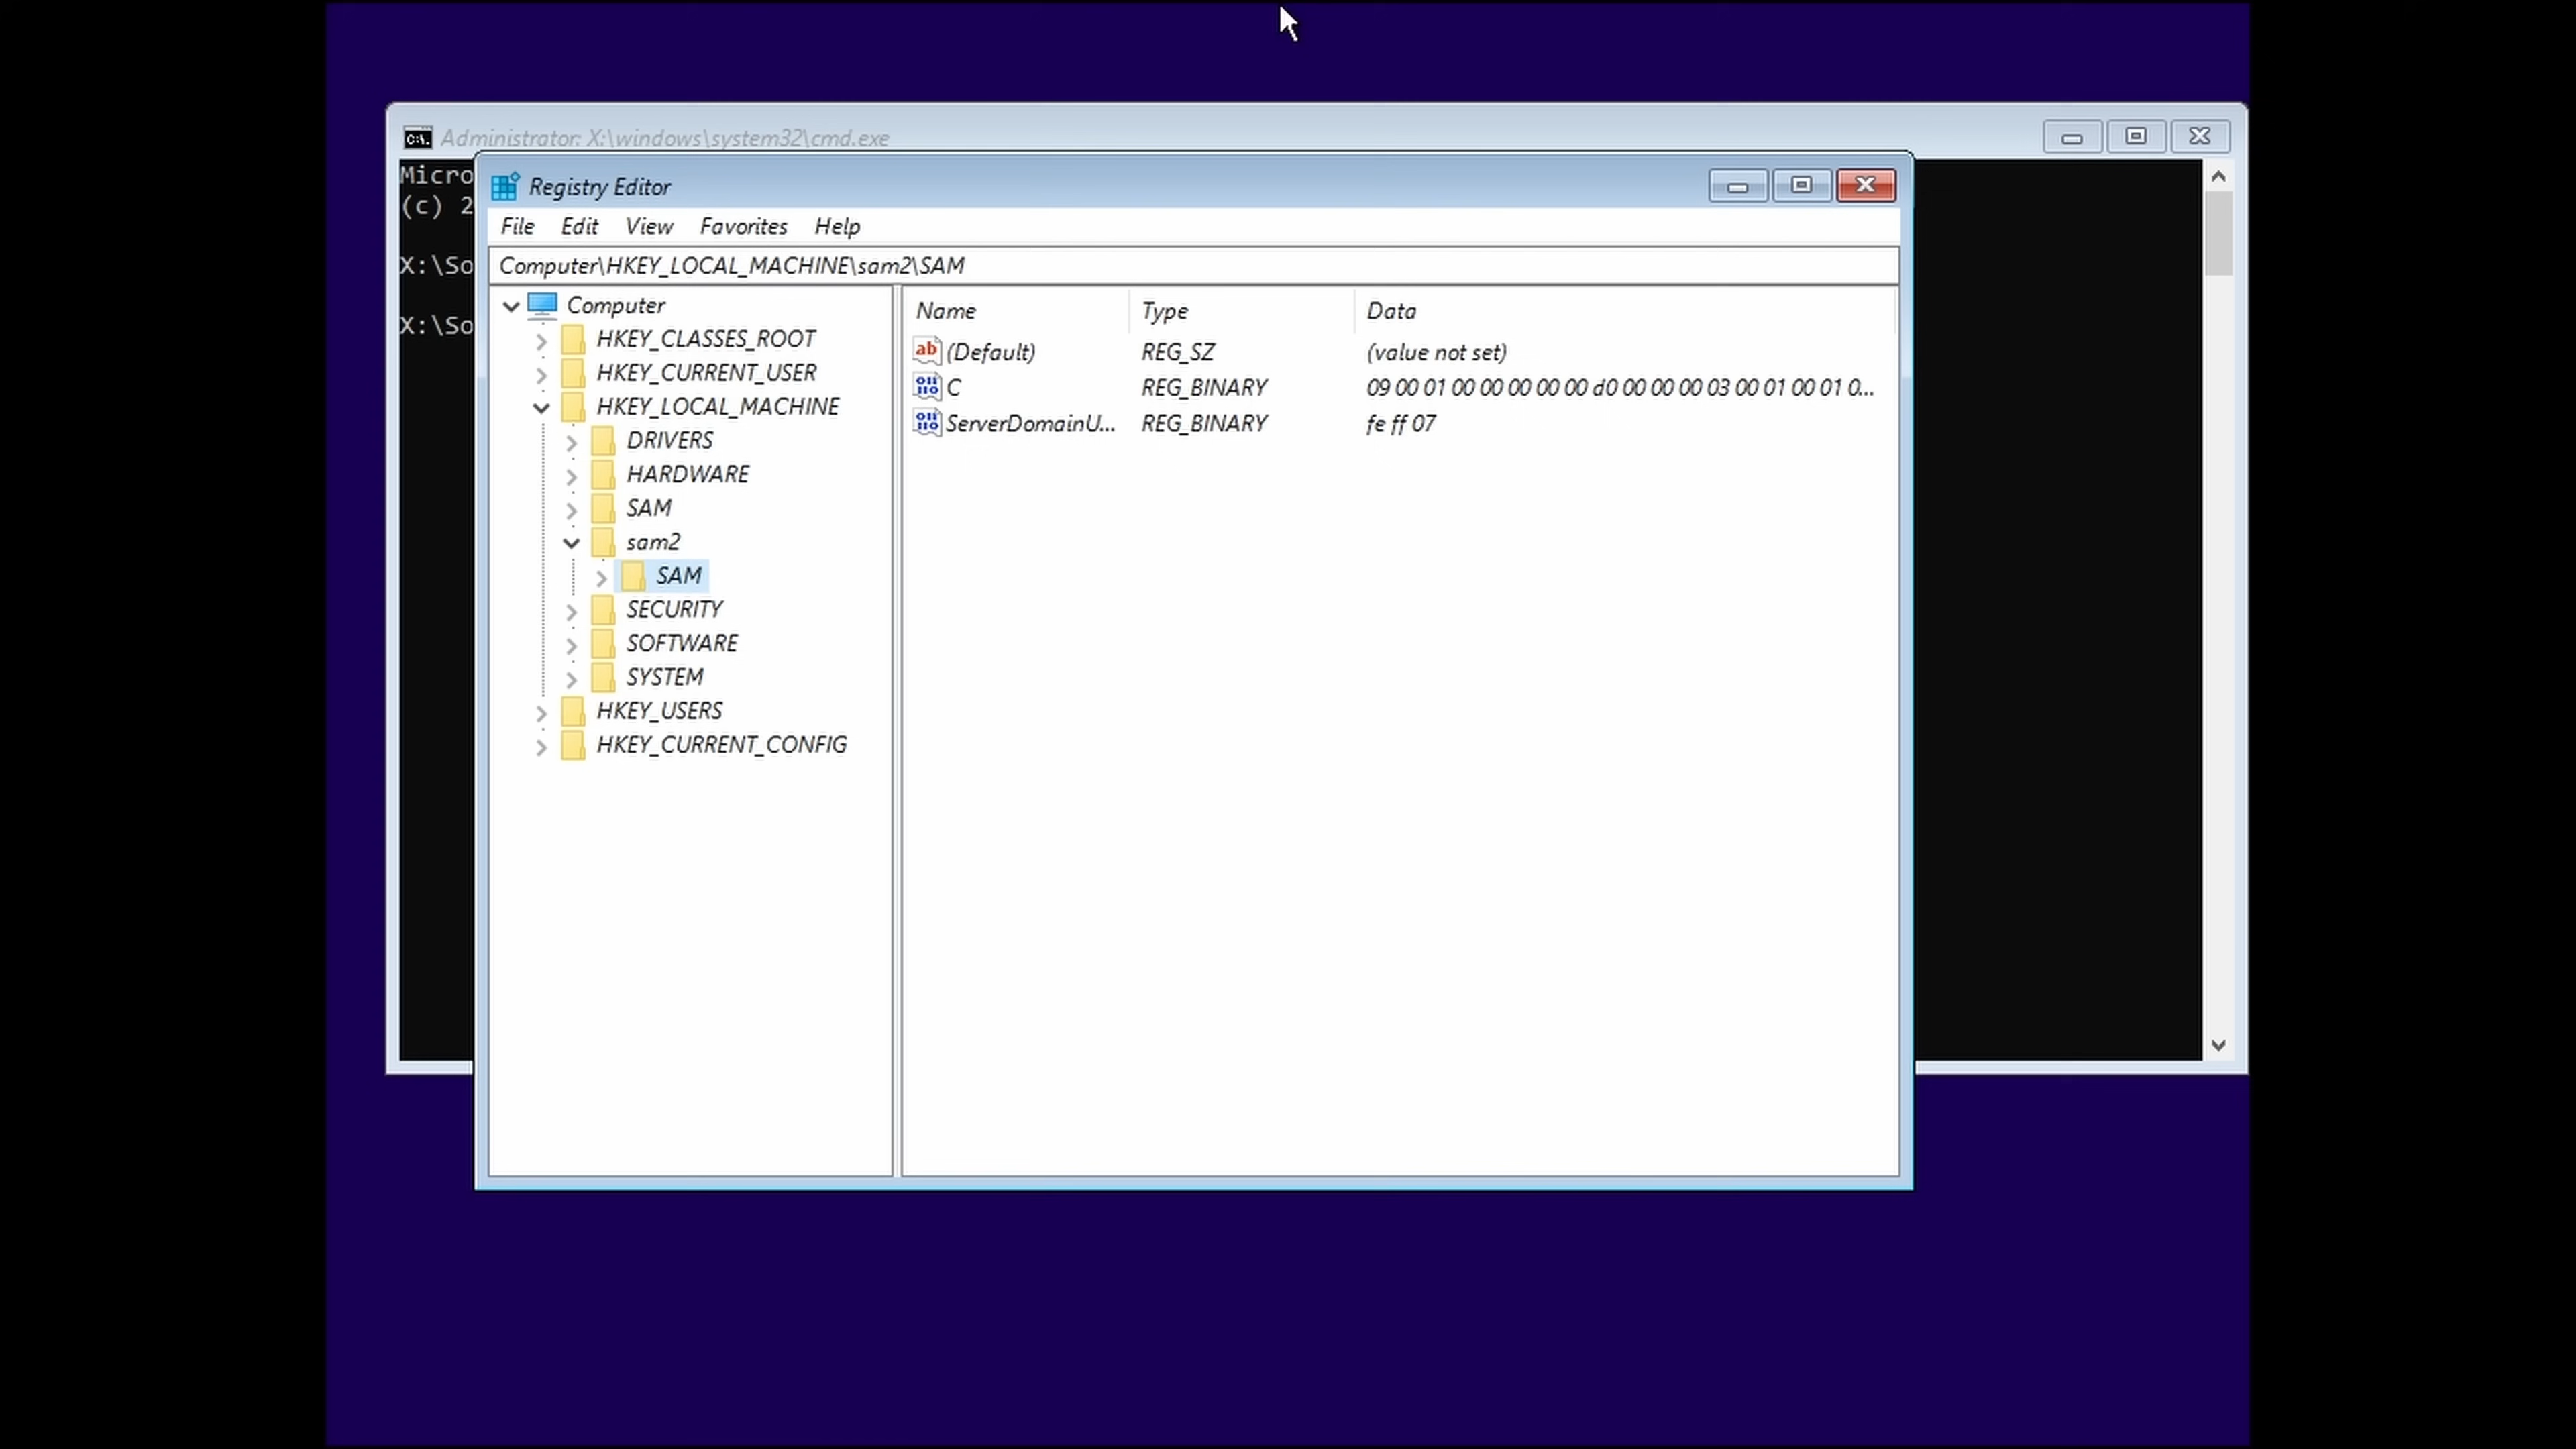 Administrator: X:\windows\system32\cmd.exe
Micro
(c) 2
X:\So
X:\So
Registry Editor
File Edit View Favorites Help
Computer\HKEY_LOCAL_MACHINE\sam2\SAM
Computer
HKEY_CLASSES_ROOT
HKEY_CURRENT_USER
HKEY_LOCAL_MACHINE
DRIVERS
HARDWARE
SAM
sam2
SAM
SECURITY
SOFTWARE
SYSTEM
HKEY_USERS
HKEY_CURRENT_CONFIG
Name Type Data
(Default) REG_SZ (value not set)
C REG_BINARY 09 00 01 00 00 00 00 00 d0 00 00 00 03 00 01 00 01 0...
ServerDomainU... REG_BINARY fe ff 07